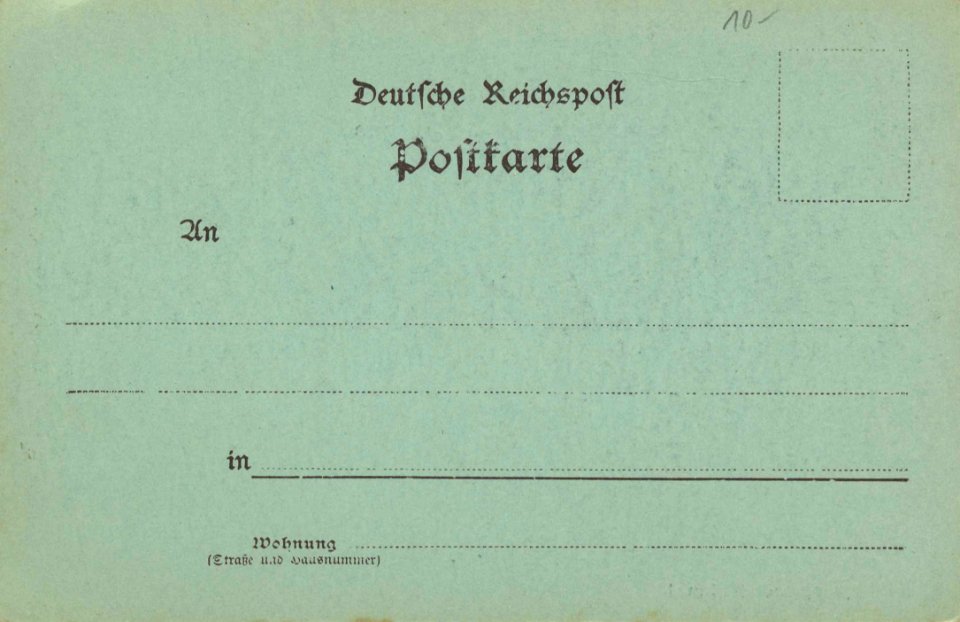 10-
Deutſche Reichspoſt
Poſtkarte
An
in
Wohnung
(Straße und Hausnummer)